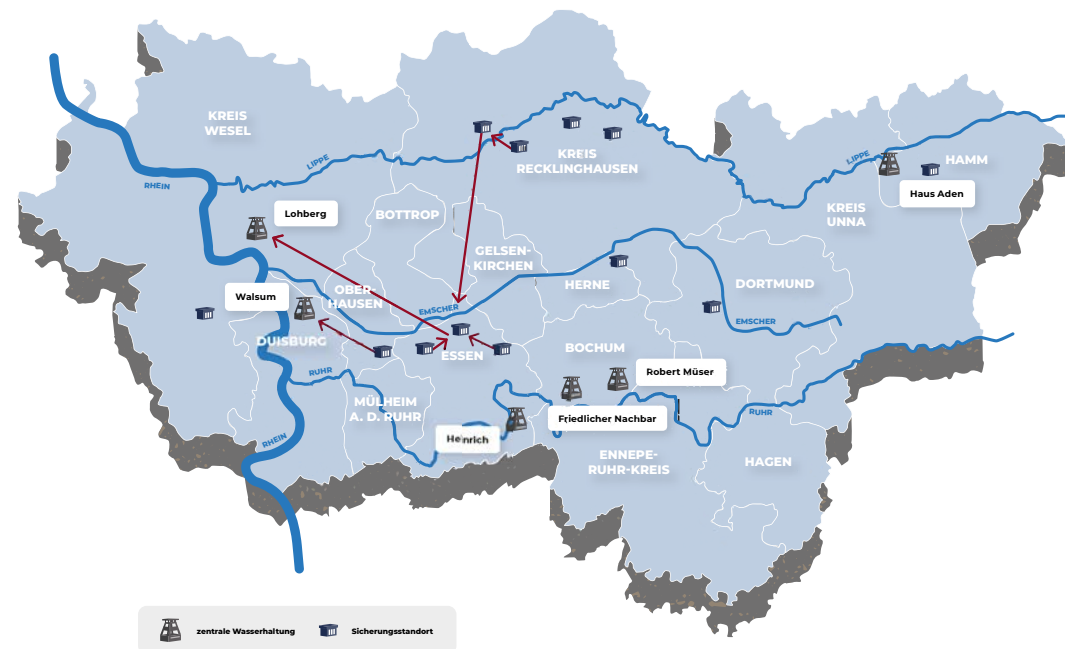 KREIS
WESEL
LIPPE
RHEIN
KREIS
RECKLINGHAUSEN
LIPPE
HAMM
Haus Aden
KREIS
UNNA
Lohberg
BOTTROP
GELSEN-
KIRCHEN
Walsum
OBER-
HAUSEN
HERNE
DORTMUND
EMSCHER
EMSCHER
DUISBURG
ESSEN
BOCHUM
RUHR
Robert Müser
MÜLHEIM
A. D. RUHR
Friedlicher Nachbar
RUHR
Heinrich
RHEIN
ENNEPE-
RUHR-KREIS
HAGEN
zentrale Wasserhaltung
Sicherungsstandort